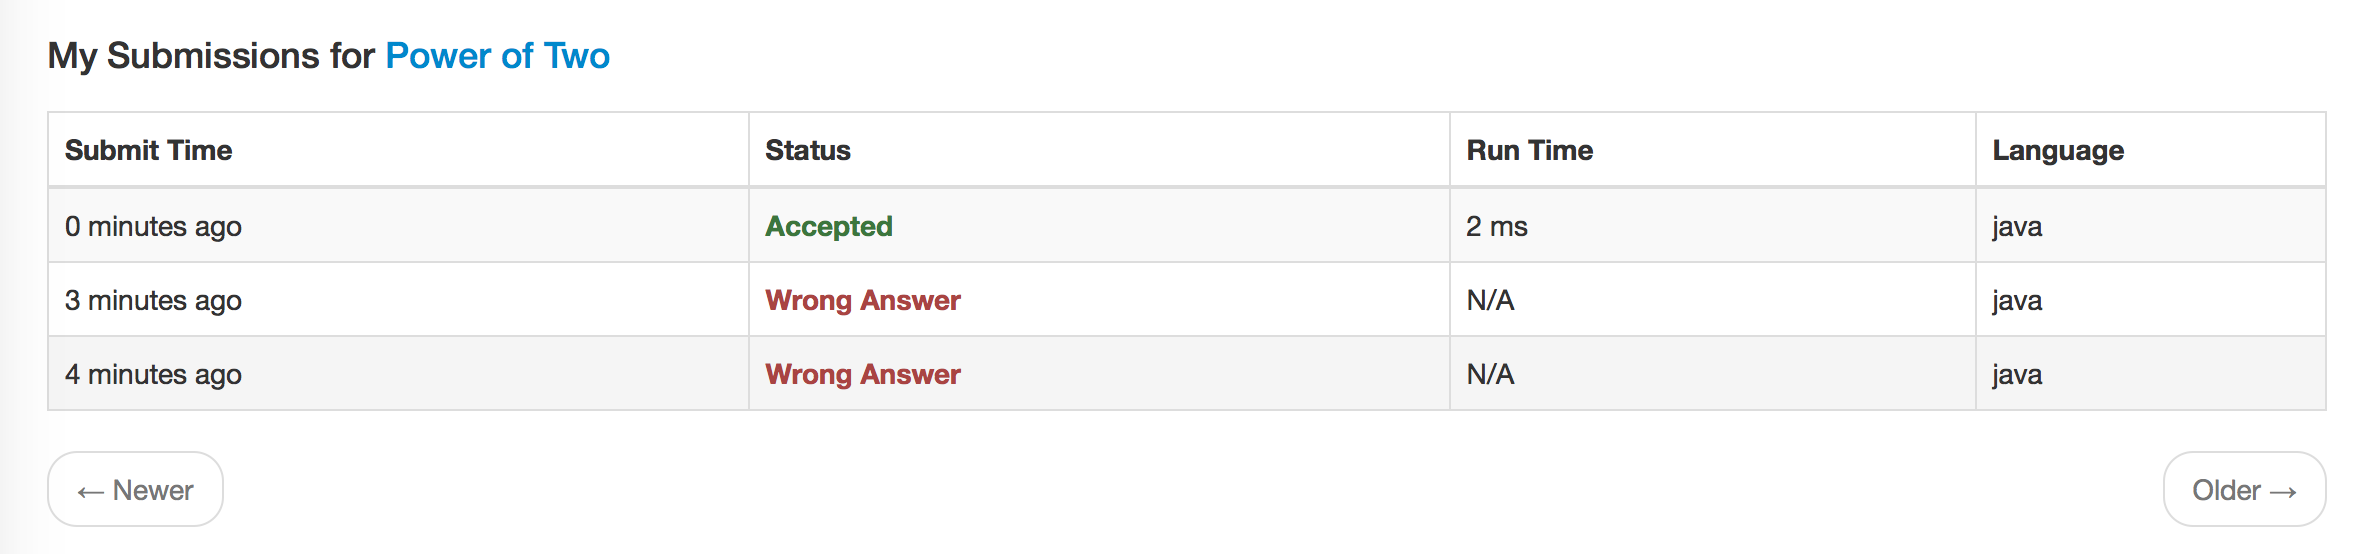 My Submissions for Power of Two
Submit Time Status Run Time Language
0 minutes ago Accepted 2 ms java
3 minutes ago Wrong Answer N/A java
4 minutes ago Wrong Answer N/A java
← Newer Older →